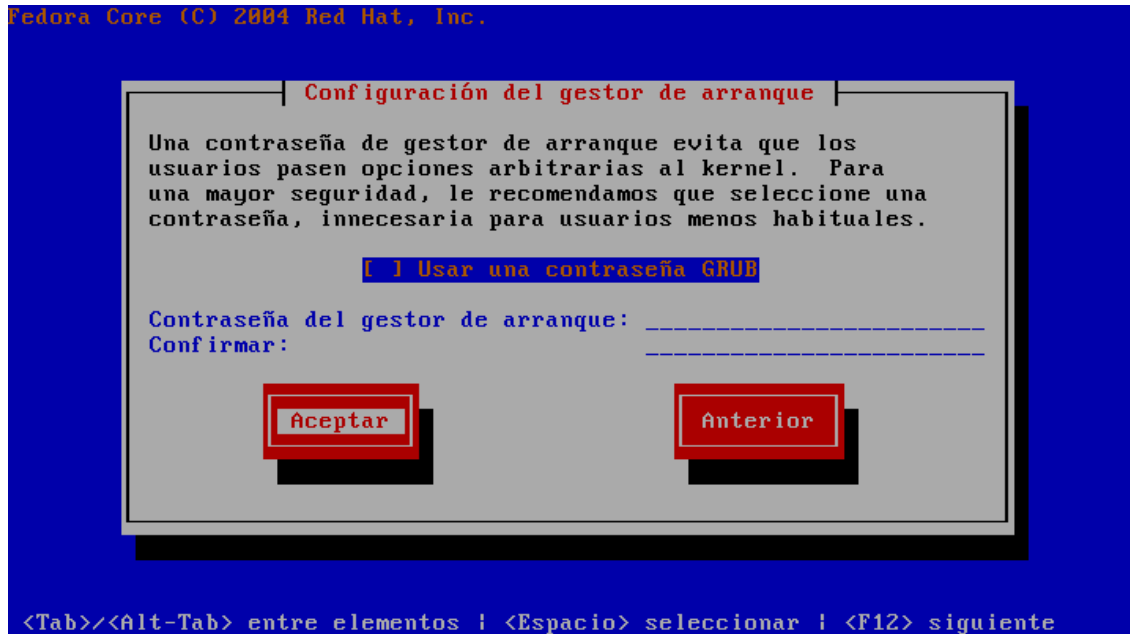 Fedora Core (C) 2004 Red Hat, Inc.
Configuración del gestor de arranque
Una contraseña de gestor de arranque evita que los
usuarios pasen opciones arbitrarias al kernel.  Para
una mayor seguridad, le recomendamos que seleccione una
contraseña, innecesaria para usuarios menos habituales.
[ ] Usar una contraseña GRUB
Contraseña del gestor de arranque: ________________________
Confirmar: ________________________
Aceptar Anterior
<Tab>/<Alt-Tab> entre elementos | <Espacio> seleccionar | <F12> siguiente